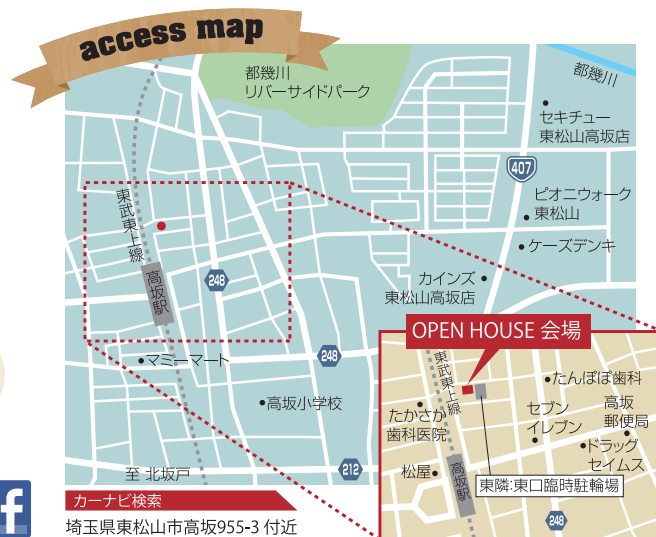 access map
都幾川
リバーサイドパーク
都幾川
セキチュー
東松山高坂店
407
ピオニウォーク
東松山
ケーズデンキ
カインズ
東松山高坂店
東武東上線
高坂駅
248
248
マミーマート
高坂小学校
212
至 北坂戸
OPEN HOUSE 会場
東武東上線
たんぽぽ歯科
たかさか
歯科医院
セブン
イレブン
高坂
郵便局
ドラッグ
セイムス
松屋
高坂駅
東隣:東口臨時駐輪場
248
カーナビ検索
埼玉県東松山市高坂955-3 付近
f